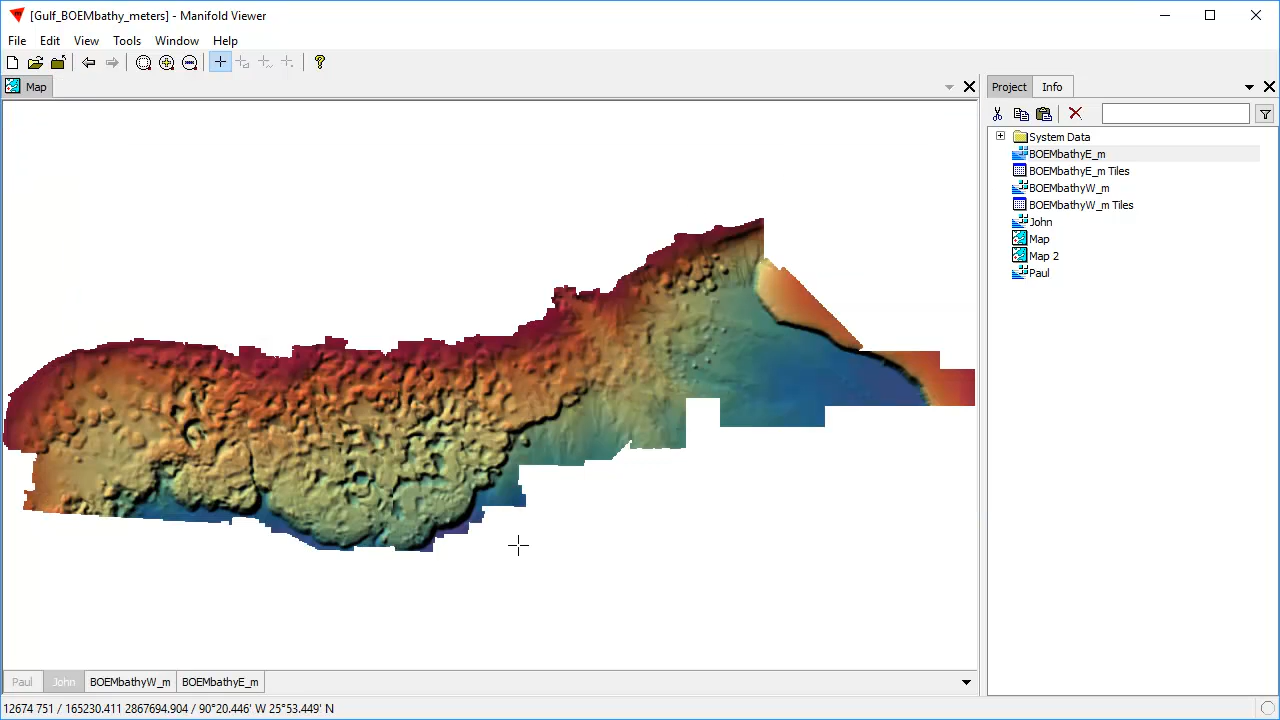 [Gulf_BOEMbathy_meters] - Manifold Viewer
File Edit View Tools Window Help
Map
Project Info
System Data
BOEMbathyE_m
BOEMbathyE_m Tiles
BOEMbathyW_m
BOEMbathyW_m Tiles
John
Map
Map 2
Paul
Paul John BOEMbathyW_m BOEMbathyE_m
12674 751 / 165230.411 2867694.904 / 90°20.446' W 25°53.449' N